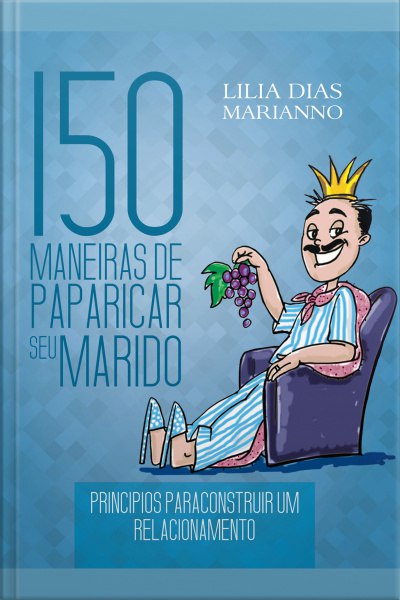 150
MANEIRAS DE
PAPARICAR
SEU MARIDO
LILIA DIAS
MARIANNO
PRINCIPIOS PARACONSTRUIR UM
RELACIONAMENTO